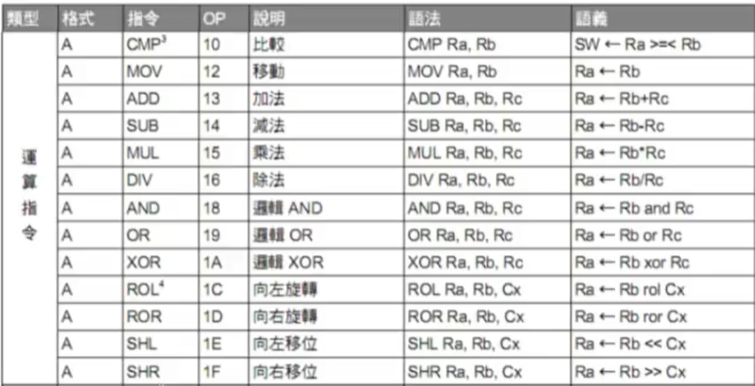 類型 格式 指令 OP 說明 語法 語義
運算指令
A CMP³ 10 比較 CMP Ra, Rb SW ← Ra >=< Rb
A MOV 12 移動 MOV Ra, Rb Ra ← Rb
A ADD 13 加法 ADD Ra, Rb, Rc Ra ← Rb+Rc
A SUB 14 減法 SUB Ra, Rb, Rc Ra ← Rb-Rc
A MUL 15 乘法 MUL Ra, Rb, Rc Ra ← Rb*Rc
A DIV 16 除法 DIV Ra, Rb, Rc Ra ← Rb/Rc
A AND 18 邏輯 AND AND Ra, Rb, Rc Ra ← Rb and Rc
A OR 19 邏輯 OR OR Ra, Rb, Rc Ra ← Rb or Rc
A XOR 1A 邏輯 XOR XOR Ra, Rb, Rc Ra ← Rb xor Rc
A ROL⁴ 1C 向左旋轉 ROL Ra, Rb, Cx Ra ← Rb rol Cx
A ROR 1D 向右旋轉 ROR Ra, Rb, Cx Ra ← Rb ror Cx
A SHL 1E 向左移位 SHL Ra, Rb, Cx Ra ← Rb << Cx
A SHR 1F 向右移位 SHR Ra, Rb, Cx Ra ← Rb >> Cx